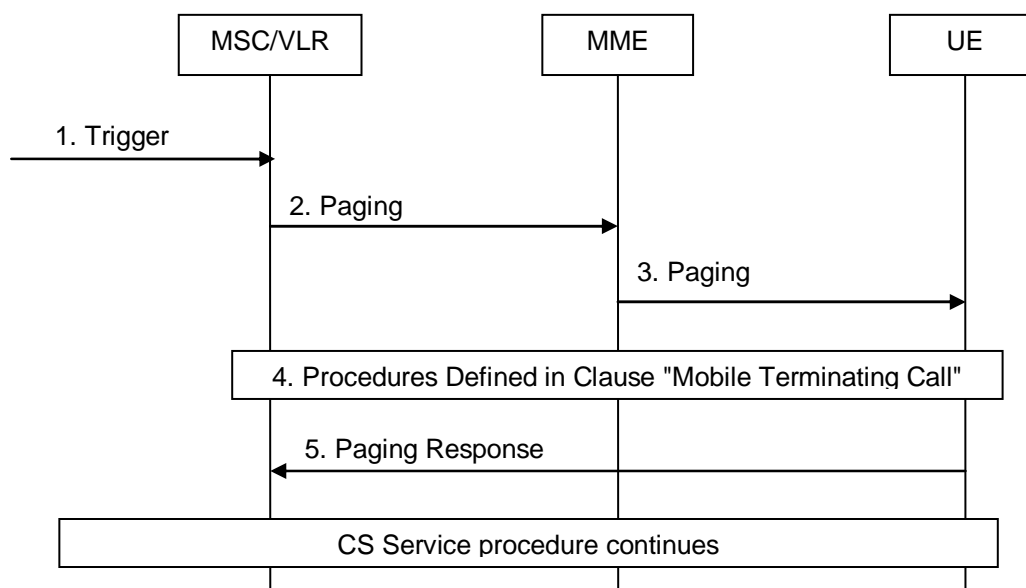 MSC/VLR
MME
UE
1. Trigger
2. Paging
3. Paging
4. Procedures Defined in Clause "Mobile Terminating Call"
5. Paging Response
CS Service procedure continues